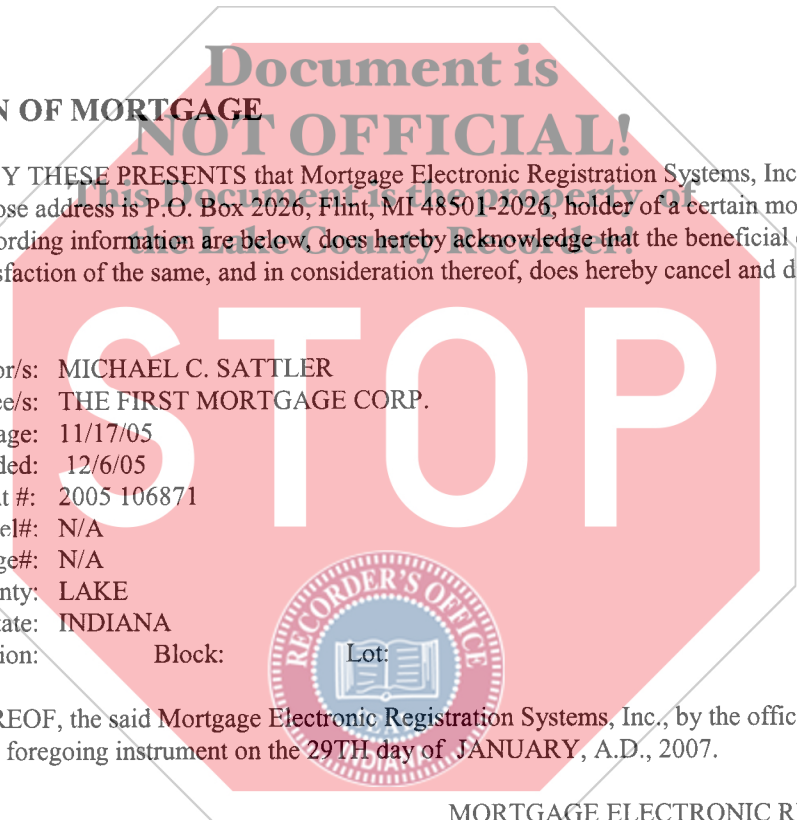 Document is
N OF MORTGAGE
NOT OFFICIAL!
Y THESE PRESENTS that Mortgage Electronic Registration Systems, Inc
This Document is the property of
ose address is P.O. Box 2026, Flint, MI 48501-2026, holder of a certain mo
the Lake County Recorder!
ording information are below, does hereby acknowledge that the beneficial
sfaction of the same, and in consideration thereof, does hereby cancel and d
STOP
or/s: MICHAEL C. SATTLER
ee/s: THE FIRST MORTGAGE CORP.
age: 11/17/05
ded: 12/6/05
t #: 2005 106871
el#: N/A
ge#: N/A
nty: LAKE
tate: INDIANA
ion: Block: Lot:
RECORDER'S OFFICE
INDIANA
REOF, the said Mortgage Electronic Registration Systems, Inc., by the offic
foregoing instrument on the 29TH day of JANUARY, A.D., 2007.
MORTGAGE ELECTRONIC R